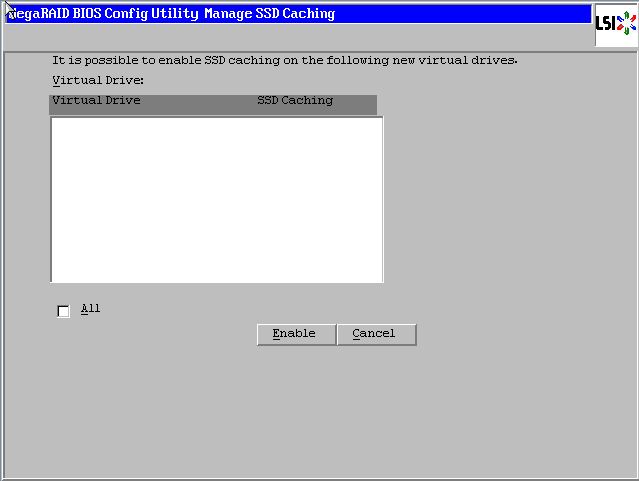 MegaRAID BIOS Config Utility Manage SSD Caching
LSI
It is possible to enable SSD caching on the following new virtual drives.
Virtual Drive:
Virtual Drive SSD Caching
All
Enable Cancel